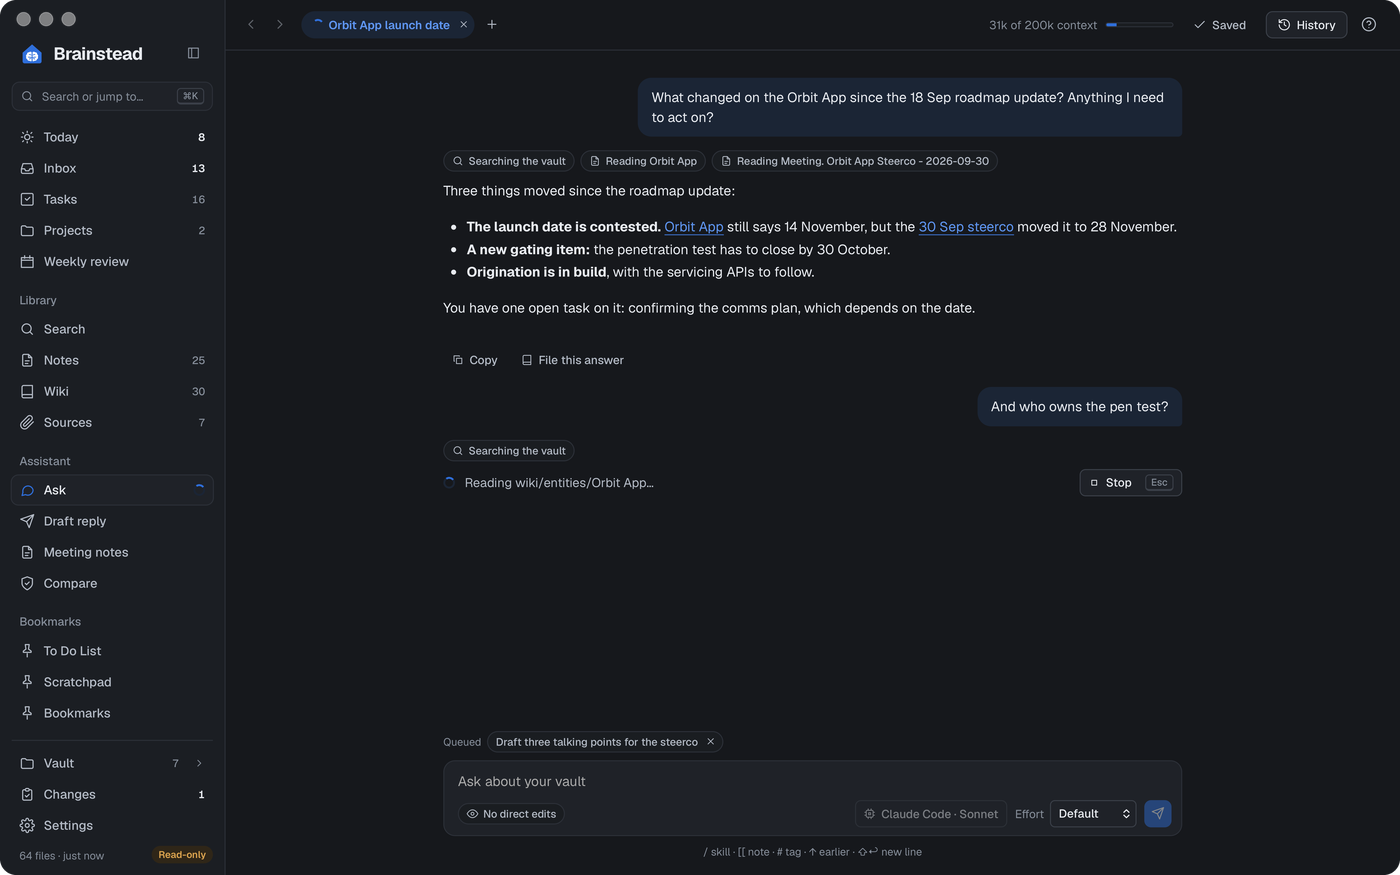 Brainstead
Search or jump to... ⌘K
Today 8
Inbox 13
Tasks 16
Projects 2
Weekly review
Library
Search
Notes 25
Wiki 30
Sources 7
Assistant
Ask
Draft reply
Meeting notes
Compare
Bookmarks
To Do List
Scratchpad
Bookmarks
Vault 7
Changes 1
Settings
64 files · just now Read-only
Orbit App launch date
31k of 200k context
Saved
History
What changed on the Orbit App since the 18 Sep roadmap update? Anything I need
to act on?
Searching the vault
Reading Orbit App
Reading Meeting. Orbit App Steerco - 2026-09-30
Three things moved since the roadmap update:
• The launch date is contested. Orbit App still says 14 November, but the 30 Sep steerco moved it to 28 November.
• A new gating item: the penetration test has to close by 30 October.
• Origination is in build, with the servicing APIs to follow.
You have one open task on it: confirming the comms plan, which depends on the date.
Copy
File this answer
And who owns the pen test?
Searching the vault
Reading wiki/entities/Orbit App...
Stop Esc
Queued Draft three talking points for the steerco
Ask about your vault
No direct edits
Claude Code · Sonnet
Effort Default
/ skill · [[ note · # tag · ↑ earlier · ⇧↩ new line